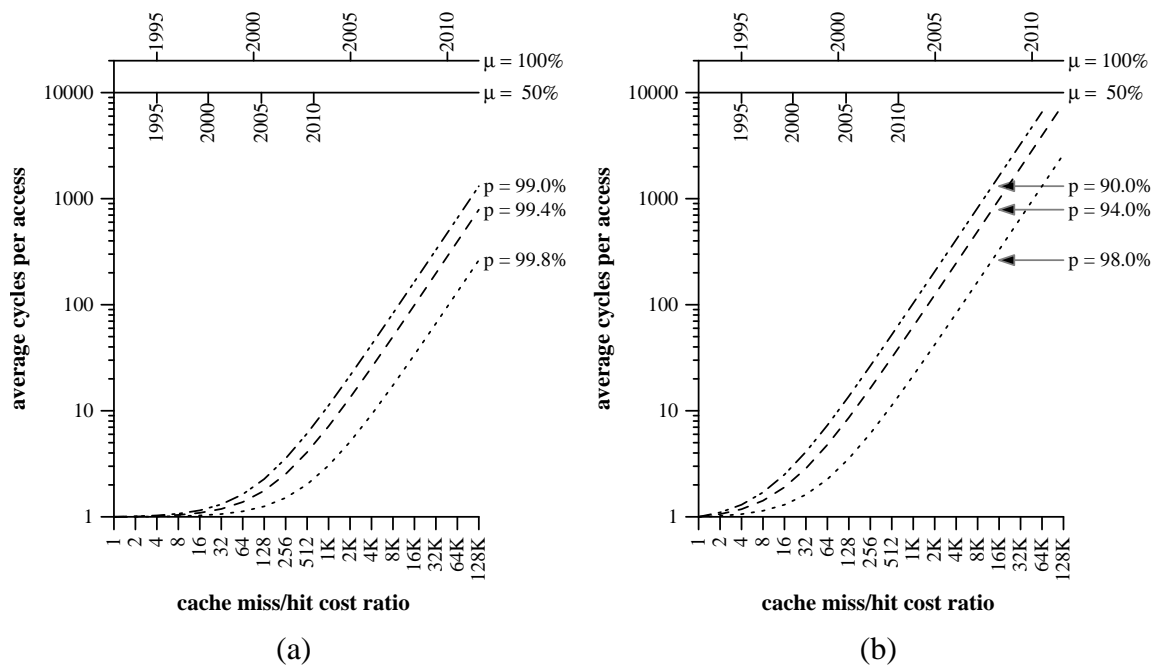 1995 2000 2005 2010
μ = 100%
μ = 50%
10000
1995 2000 2005 2010
1000
p = 99.0%
p = 99.4%
p = 99.8%
100
10
1
average cycles per access
1 2 4 8 16 32 64 128 256 512 1K 2K 4K 8K 16K 32K 64K 128K
cache miss/hit cost ratio
(a)
1995 2000 2005 2010
μ = 100%
μ = 50%
10000
1995 2000 2005 2010
1000
p = 90.0%
p = 94.0%
p = 98.0%
100
10
1
average cycles per access
1 2 4 8 16 32 64 128 256 512 1K 2K 4K 8K 16K 32K 64K 128K
cache miss/hit cost ratio
(b)